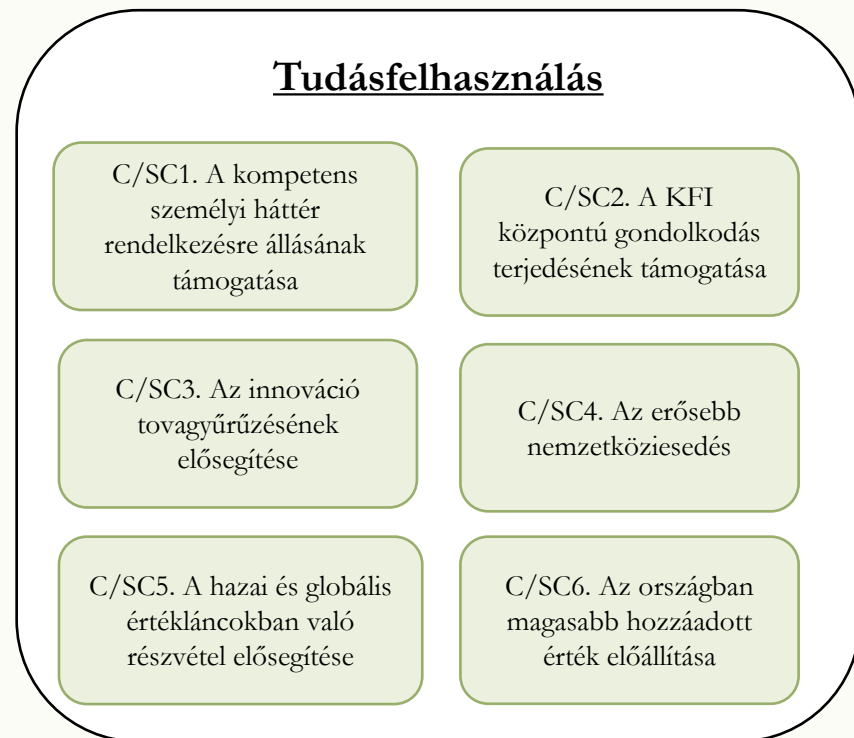 Tudásfelhasználás
C/SC1. A kompetens
személyi háttér
rendelkezésre állásának
támogatása
C/SC2. A KFI
központú gondolkodás
terjedésének támogatása
C/SC3. Az innováció
tovagyűrűzésének
elősegítése
C/SC4. Az erősebb
nemzetköziesedés
C/SC5. A hazai és globális
értékláncokban való
részvétel elősegítése
C/SC6. Az országban
magasabb hozzáadott
érték előállítása